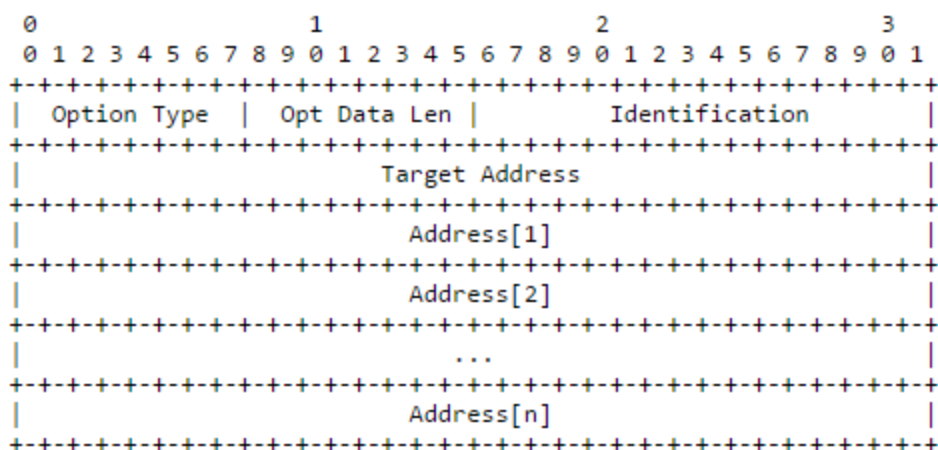 0                   1                   2                   3
 0 1 2 3 4 5 6 7 8 9 0 1 2 3 4 5 6 7 8 9 0 1 2 3 4 5 6 7 8 9 0 1
+-+-+-+-+-+-+-+-+-+-+-+-+-+-+-+-+-+-+-+-+-+-+-+-+-+-+-+-+-+-+-+-+
|  Option Type  |  Opt Data Len |         Identification        |
+-+-+-+-+-+-+-+-+-+-+-+-+-+-+-+-+-+-+-+-+-+-+-+-+-+-+-+-+-+-+-+-+
|                         Target Address                        |
+-+-+-+-+-+-+-+-+-+-+-+-+-+-+-+-+-+-+-+-+-+-+-+-+-+-+-+-+-+-+-+-+
|                           Address[1]                          |
+-+-+-+-+-+-+-+-+-+-+-+-+-+-+-+-+-+-+-+-+-+-+-+-+-+-+-+-+-+-+-+-+
|                           Address[2]                          |
+-+-+-+-+-+-+-+-+-+-+-+-+-+-+-+-+-+-+-+-+-+-+-+-+-+-+-+-+-+-+-+-+
|                              ...                              |
+-+-+-+-+-+-+-+-+-+-+-+-+-+-+-+-+-+-+-+-+-+-+-+-+-+-+-+-+-+-+-+-+
|                           Address[n]                          |
+-+-+-+-+-+-+-+-+-+-+-+-+-+-+-+-+-+-+-+-+-+-+-+-+-+-+-+-+-+-+-+-+